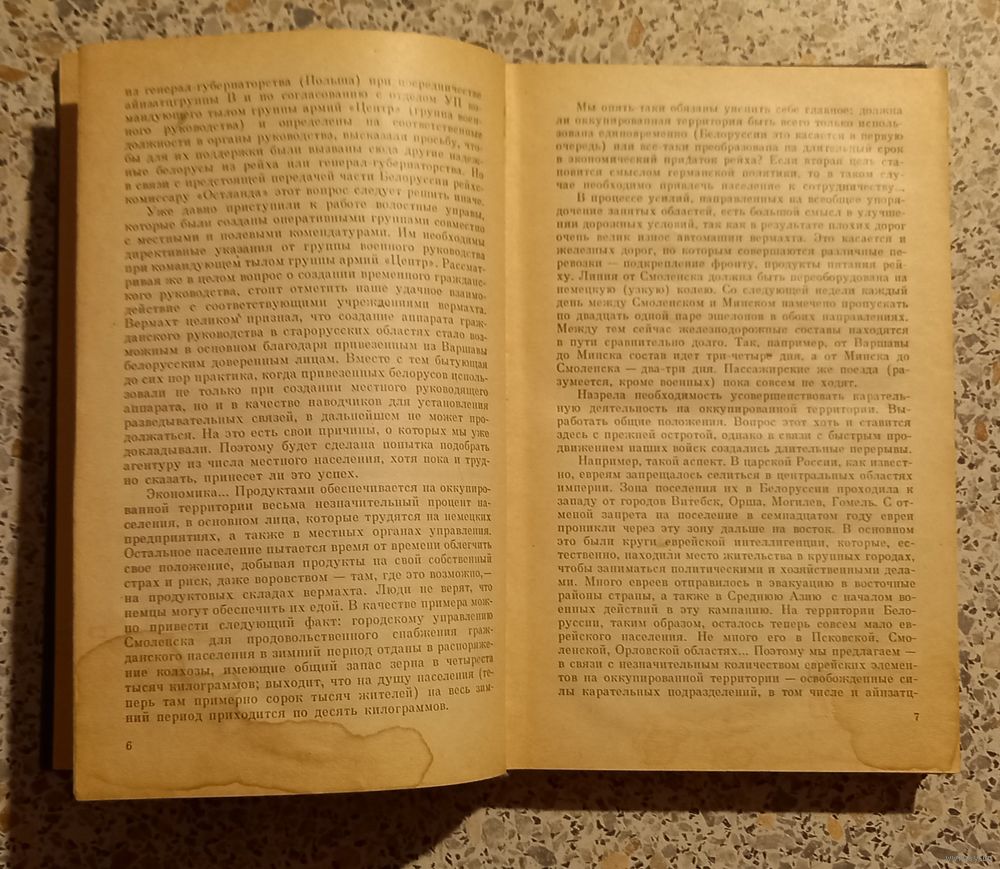 из генерал-губернаторства (Польша) при посредничестве
айнзатцгруппы В и по согласованию с отделом УП ко-
мандующего тылом группы армий «Центр» (группа воен-
ного руководства) и определены на соответственные
должности в органы руководства, высказали просьбу, что-
бы для их поддержки были вызваны сюда другие надеж-
ные белорусы из рейха или генерал-губернаторства. Но
в связи с предстоящей передачей части Белоруссии рейхс-
комиссару «Остланда» этот вопрос следует решить иначе.
Уже давно приступили к работе волостные управы,
которые были созданы оперативными группами совместно
с местными и полевыми комендатурами. Им необходимы
директивные указания от группы военного руководства
при командующем тылом группы армий «Центр». Рассмат-
ривая же в целом вопрос о создании временного гражданс-
кого руководства, стоит отметить наше удачное взаимо-
действие с соответствующими учреждениями вермахта.
Вермахт целиком признал, что создание аппарата граж-
данского руководства в старорусских областях стало воз-
можным в основном благодаря привезенным из Варшавы
белорусским доверенным лицам. Вместе с тем бытующая
до сих пор практика, когда привезенных белорусов исполь-
зовали не только при создании местного руководящего
аппарата, но и в качестве наводчиков для установления
разведывательных связей, в дальнейшем не может про-
должаться. На это есть свои причины, о которых мы уже
докладывали. Поэтому будет сделана попытка подобрать
агентуру из числа местного населения, хотя пока и труд-
но сказать, принесет ли это успех.
Экономика... Продуктами обеспечивается на оккупиро-
ванной территории весьма незначительный процент на-
селения, в основном лица, которые трудятся на немецких
предприятиях, а также в местных органах управления.
Остальное население пытается время от времени облегчить
свое положение, добывая продукты на свой собственный
страх и риск, даже воровством — там, где это возможно,—
на продуктовых складах вермахта. Люди не верят, что
немцы могут обеспечить их едой. В качестве примера мож-
но привести следующий факт: городскому управлению
Смоленска для продовольственного снабжения граж-
данского населения в зимний период отданы в распоряже-
ние колхозы, имеющие общий запас зерна в четыреста
тысяч килограммов; выходит, что на душу населения (те-
перь там примерно сорок тысяч жителей) на весь зим-
ний период приходится по десять килограммов.
6
Мы опять-таки обязаны уяснить себе главное: должна
ли оккупированная территория быть всего только исполь-
зована единовременно (Белоруссии это касается в первую
очередь) или все-таки преобразована на длительный срок
в экономический придаток рейха? Если вторая цель ста-
новится смыслом германской политики, то в таком слу-
чае необходимо привлечь население к сотрудничеству...
В процессе усилий, направленных на всеобщее упоря-
дочение занятых областей, есть большой смысл в улучше-
нии дорожных условий, так как в результате плохих дорог
очень велик износ автомашин вермахта. Это касается и
железных дорог, по которым совершаются различные пе-
ревозки — подкрепление фронту, продукты питания рей-
ху. Линия от Смоленска должна быть переоборудована на
немецкую (узкую) колею. Со следующей недели каждый
день между Смоленском и Минском намечено пропускать
по двадцать одной паре эшелонов в обоих направлениях.
Между тем сейчас железнодорожные составы находятся
в пути сравнительно долго. Так, например, от Варшавы
до Минска состав идет три-четыре дня, а от Минска до
Смоленска — два-три дня. Пассажирские же поезда (ра-
зумеется, кроме военных) пока совсем не ходят.
Назрела необходимость усовершенствовать каратель-
ную деятельность на оккупированной территории. Вы-
работать общие положения. Вопрос этот хоть и ставится
здесь с прежней остротой, однако в связи с быстрым про-
движением наших войск создались длительные перерывы.
Например, такой аспект. В царской России, как извест-
но, евреям запрещалось селиться в центральных областях
империи. Зона поселения их в Белоруссии проходила к
западу от городов Витебск, Орша, Могилев, Гомель. С от-
меной запрета на поселение в семнадцатом году евреи
проникли через эту зону дальше на восток. В основном
это были круги еврейской интеллигенции, которые, ес-
тественно, находили место жительства в крупных городах,
чтобы заниматься политическими и хозяйственными дела-
ми. Много евреев отправилось в эвакуацию в восточные
районы страны, а также в Среднюю Азию с началом во-
енных действий в эту кампанию. На территории Бело-
руссии, таким образом, осталось теперь совсем мало ев-
рейского населения. Не много его в Псковской, Смо-
ленской, Орловской областях... Поэтому мы предлагаем —
в связи с незначительным количеством еврейских элемен-
тов на оккупированной территории — освобожденные си-
лы карательных подразделений, в том числе и айнзатц-
7